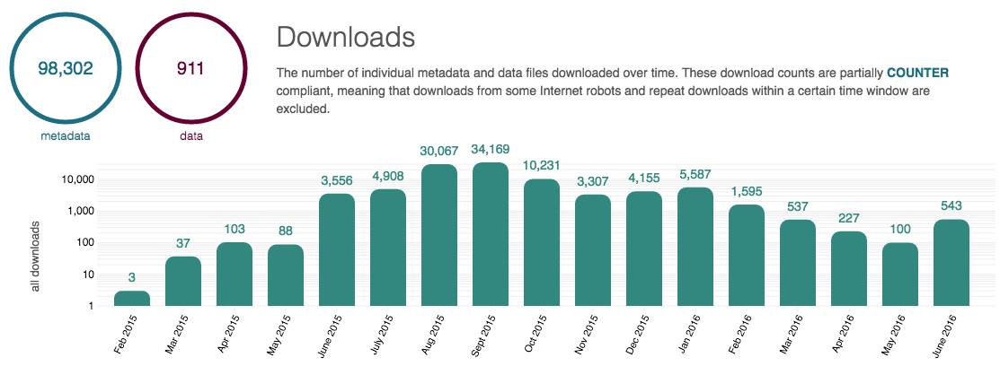 98,302
metadata
911
data
Downloads
The number of individual metadata and data files downloaded over time. These download counts are partially COUNTER
compliant, meaning that downloads from some Internet robots and repeat downloads within a certain time window are
excluded.
all downloads
10,000
1,000
100
10
1
3
37
103
88
3,556
4,908
30,067
34,169
10,231
3,307
4,155
5,587
1,595
537
227
100
543
Feb 2015
Mar 2015
Apr 2015
May 2015
June 2015
July 2015
Aug 2015
Sept 2015
Oct 2015
Nov 2015
Dec 2015
Jan 2016
Feb 2016
Mar 2016
Apr 2016
May 2016
June 2016